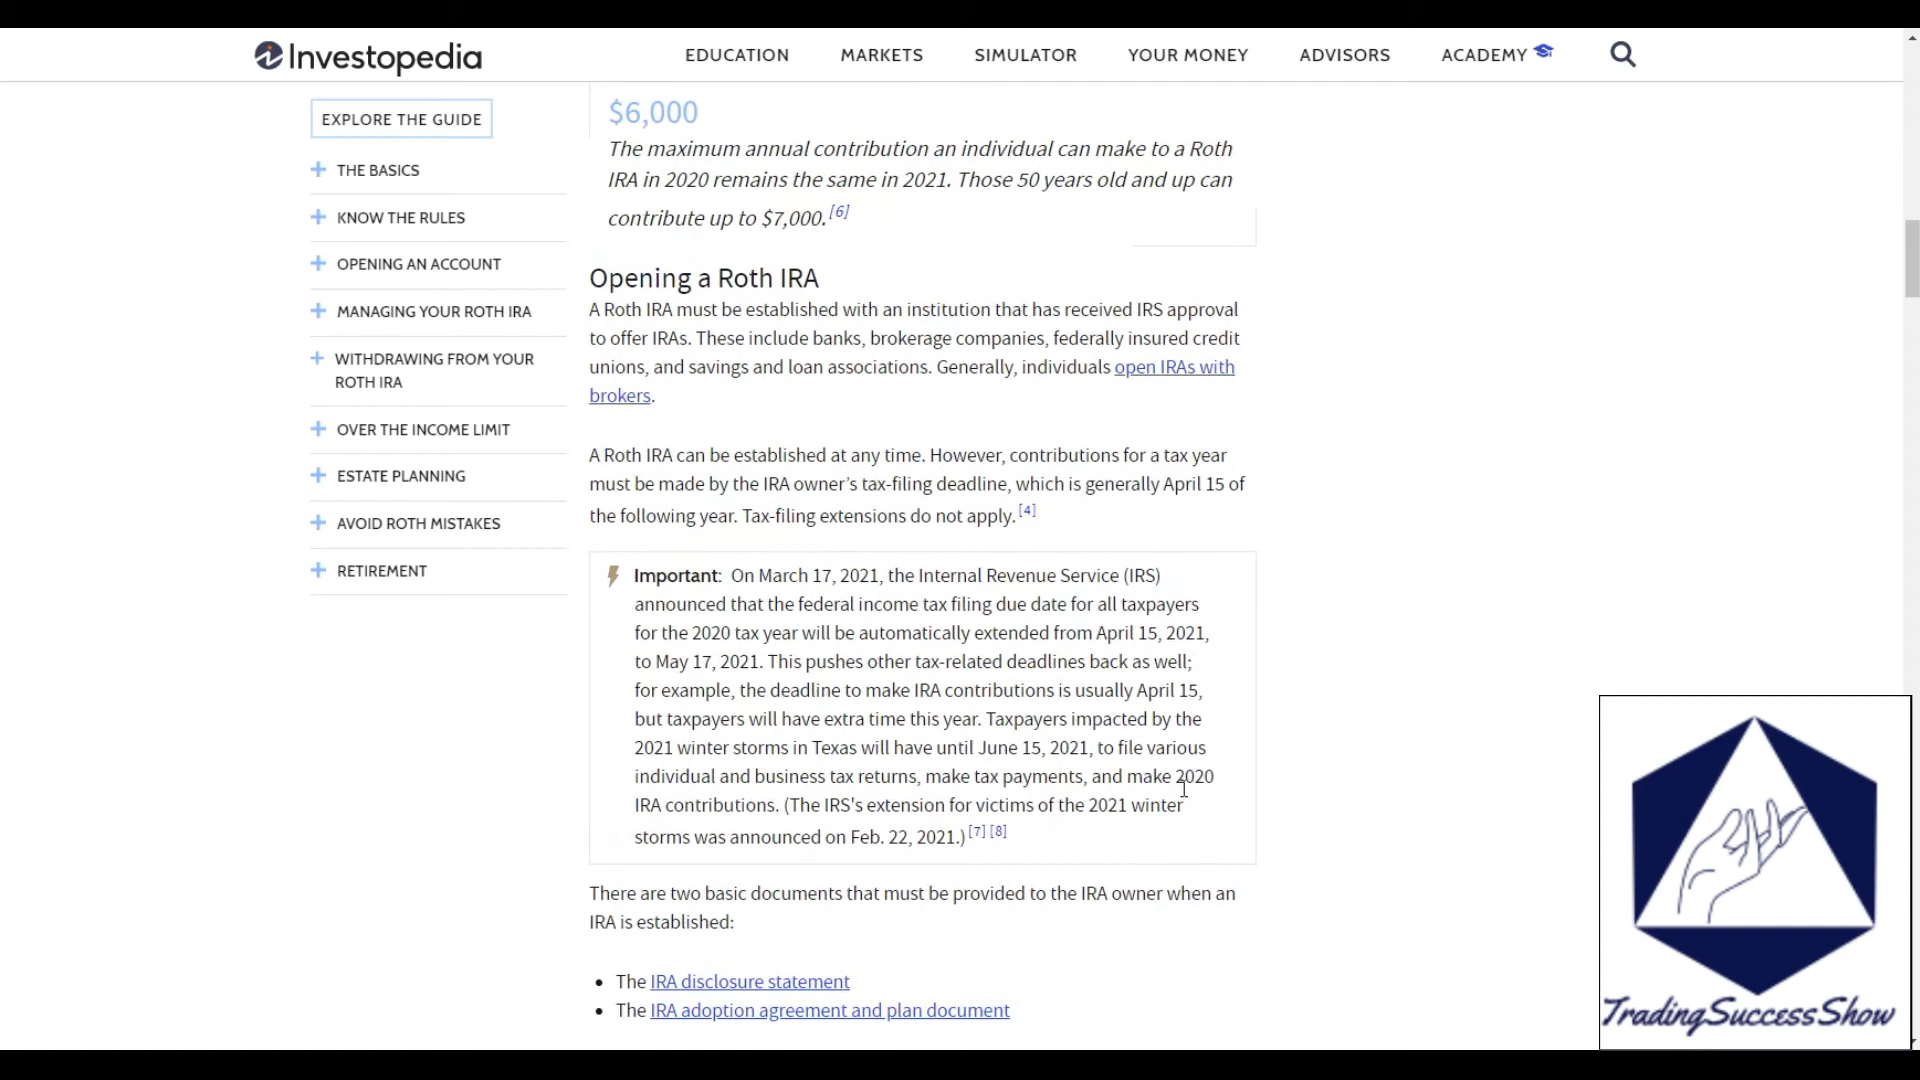 Investopedia
EDUCATION
MARKETS
SIMULATOR
YOUR MONEY
ADVISORS
ACADEMY
EXPLORE THE GUIDE
THE BASICS
KNOW THE RULES
OPENING AN ACCOUNT
MANAGING YOUR ROTH IRA
WITHDRAWING FROM YOUR
ROTH IRA
OVER THE INCOME LIMIT
ESTATE PLANNING
AVOID ROTH MISTAKES
RETIREMENT
$6,000
The maximum annual contribution an individual can make to a Roth
IRA in 2020 remains the same in 2021. Those 50 years old and up can
contribute up to $7,000.[6]
Opening a Roth IRA
A Roth IRA must be established with an institution that has received IRS approval
to offer IRAs. These include banks, brokerage companies, federally insured credit
unions, and savings and loan associations. Generally, individuals open IRAs with
brokers.
A Roth IRA can be established at any time. However, contributions for a tax year
must be made by the IRA owner’s tax-filing deadline, which is generally April 15 of
the following year. Tax-filing extensions do not apply.[4]
Important: On March 17, 2021, the Internal Revenue Service (IRS)
announced that the federal income tax filing due date for all taxpayers
for the 2020 tax year will be automatically extended from April 15, 2021,
to May 17, 2021. This pushes other tax-related deadlines back as well;
for example, the deadline to make IRA contributions is usually April 15,
but taxpayers will have extra time this year. Taxpayers impacted by the
2021 winter storms in Texas will have until June 15, 2021, to file various
individual and business tax returns, make tax payments, and make 2020
IRA contributions. (The IRS's extension for victims of the 2021 winter
storms was announced on Feb. 22, 2021.)[7] [8]
There are two basic documents that must be provided to the IRA owner when an
IRA is established:
• The IRA disclosure statement
• The IRA adoption agreement and plan document
TradingSuccessShow